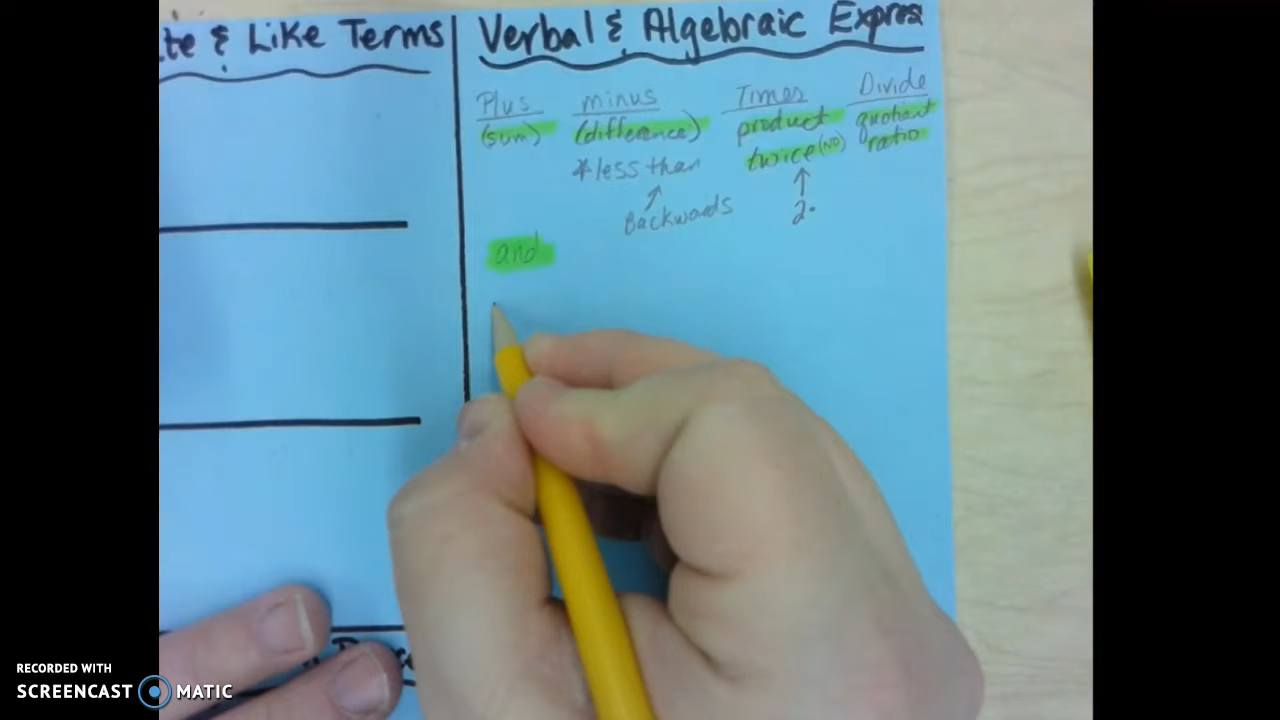 te & Like Terms
Verbal & Algebraic Expres
Plus minus Times Divide
(sum) (difference) product quotient
*less than twice (NO) ratio
Backwards 2·
and
RECORDED WITH
SCREENCAST MATIC